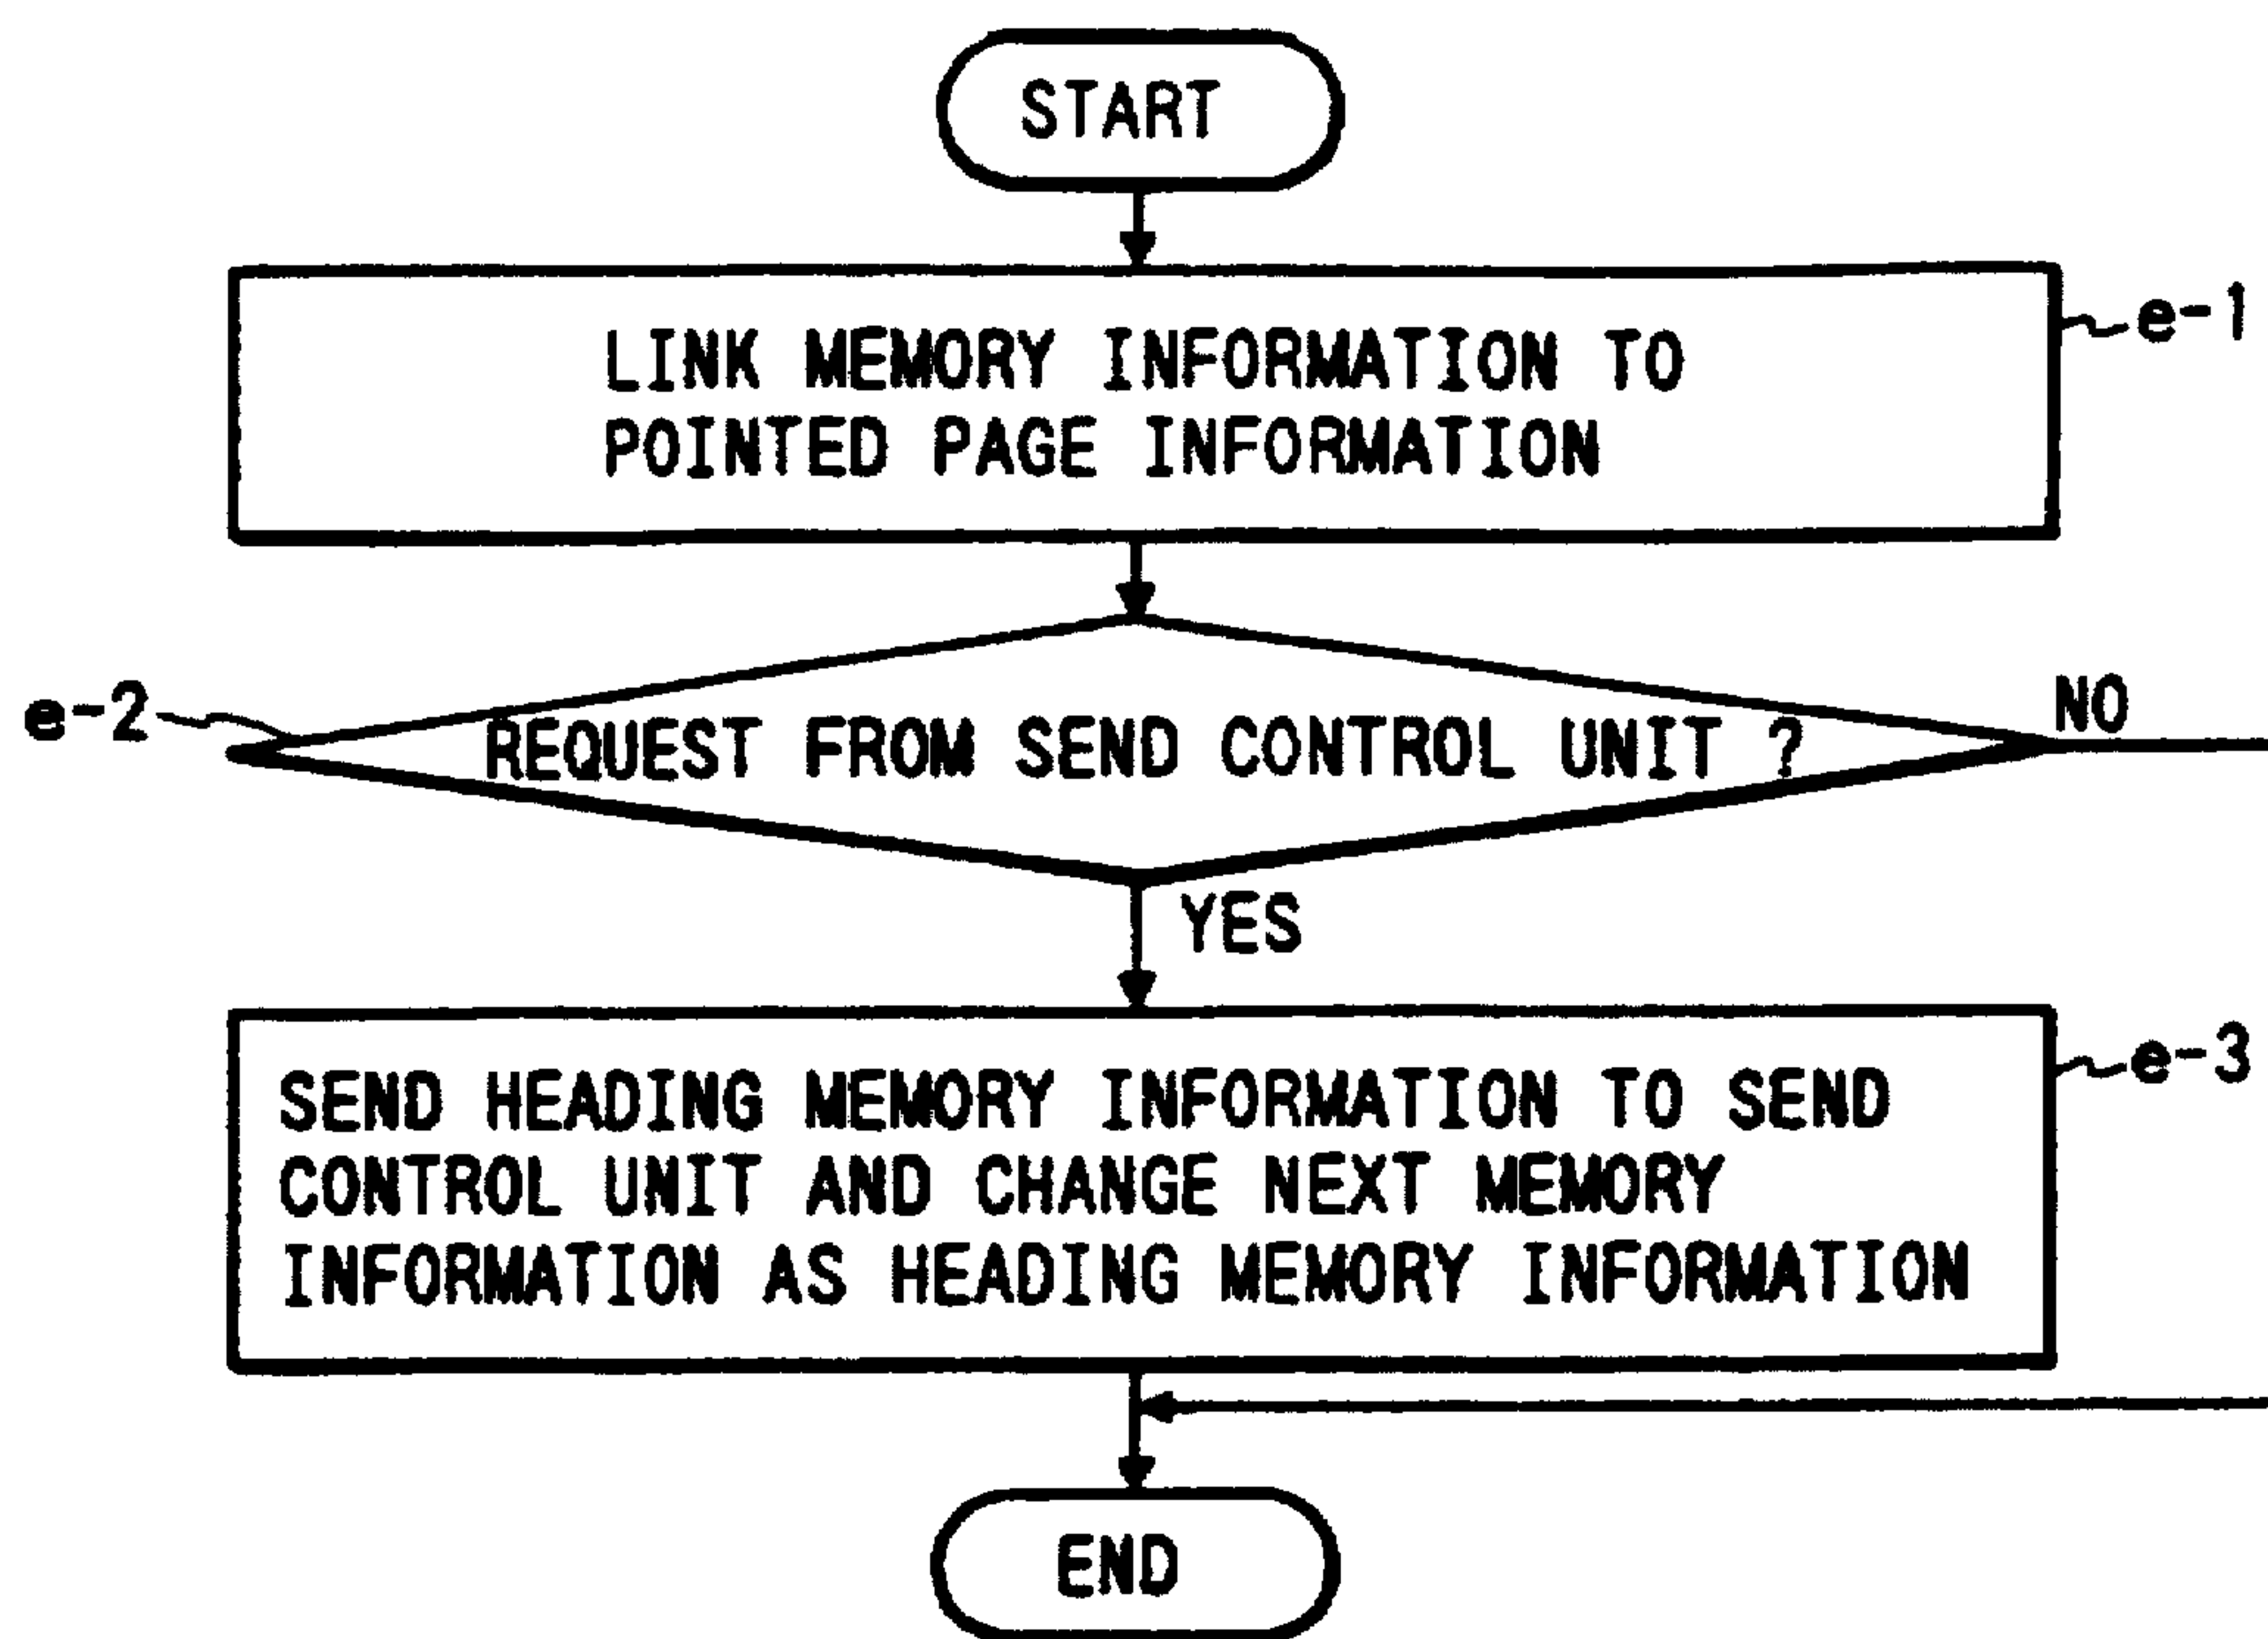 START
LINK MEMORY INFORMATION TO
POINTED PAGE INFORMATION
e-1
e-2
REQUEST FROM SEND CONTROL UNIT ?
NO
YES
SEND HEADING MEMORY INFORMATION TO SEND
CONTROL UNIT AND CHANGE NEXT MEMORY
INFORMATION AS HEADING MEMORY INFORMATION
e-3
END